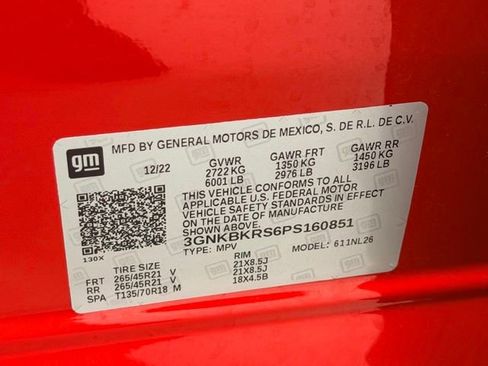 gm
MFD BY GENERAL MOTORS DE MEXICO, S. DE R.L. DE C.V.
12/22 GVWR GAWR FRT GAWR RR
2722 KG 1350 KG 1450 KG
6001 LB 2976 LB 3196 LB
THIS VEHICLE CONFORMS TO ALL
APPLICABLE U.S. FEDERAL MOTOR
VEHICLE SAFETY STANDARDS IN EFFECT
ON THE DATE OF MANUFACTURE
SHOWN ABOVE.
3GNKBKRS6PS160851
130X TYPE: MPV MODEL: 611NL26
TIRE SIZE RIM
FRT 265/45R21 V 21X8.5J
RR 265/45R21 V 21X8.5J
SPA T135/70R18 M 18X4.5B